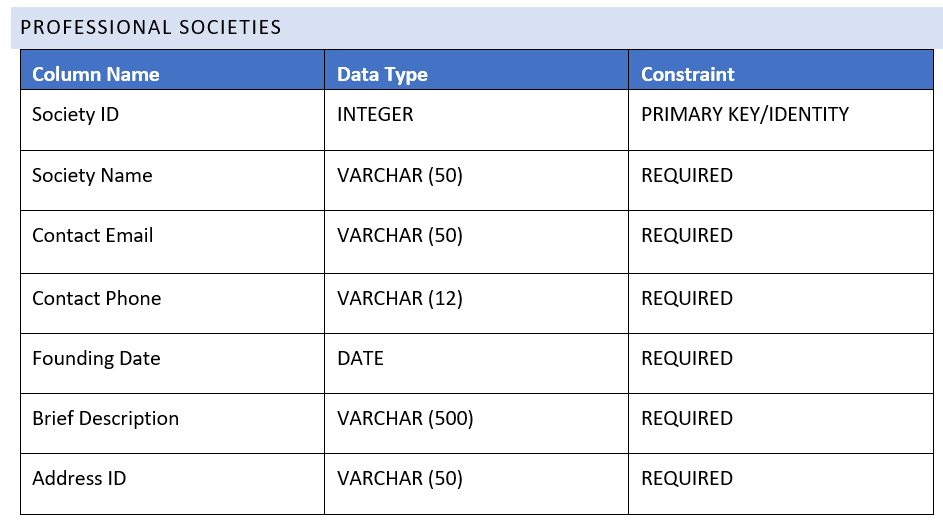 PROFESSIONAL SOCIETIES
Column Name Data Type Constraint
Society ID INTEGER PRIMARY KEY/IDENTITY
Society Name VARCHAR (50) REQUIRED
Contact Email VARCHAR (50) REQUIRED
Contact Phone VARCHAR (12) REQUIRED
Founding Date DATE REQUIRED
Brief Description VARCHAR (500) REQUIRED
Address ID VARCHAR (50) REQUIRED